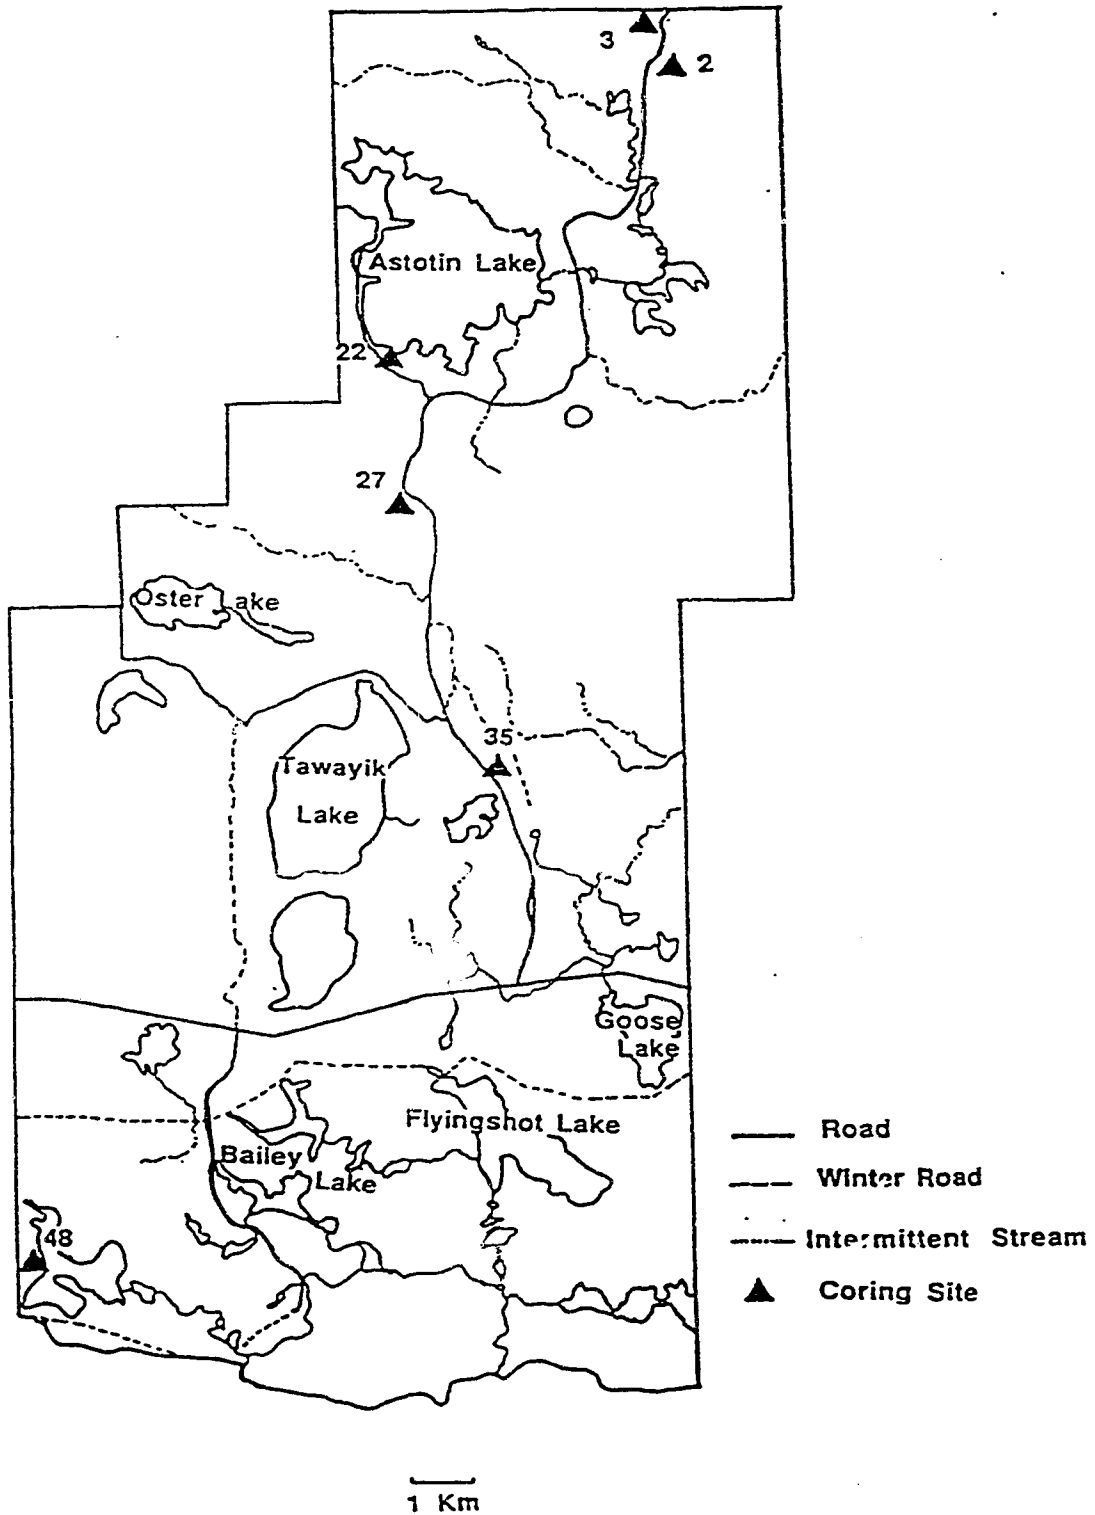 3
2
Astotin Lake
22
27
Oster Lake
35
Tawayik
Lake
Goose
Lake
Flyingshot Lake
Bailey
Lake
48
Road
Winter Road
Intermittent Stream
Coring Site
1 Km